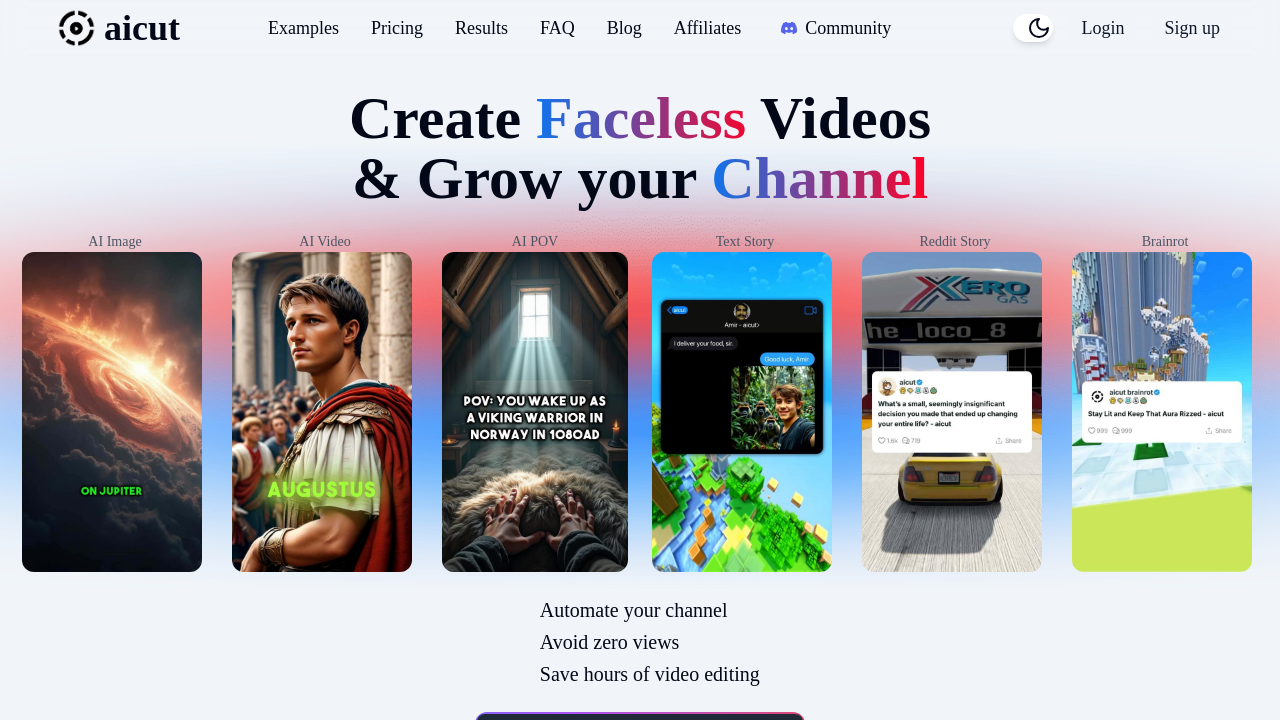 aicut
Examples
Pricing
Results
FAQ
Blog
Affiliates
Community
Login
Sign up
Create Faceless Videos
& Grow your Channel
AI Image
AI Video
AI POV
Text Story
Reddit Story
Brainrot
ON JUPITER
AUGUSTUS
POV: YOU WAKE UP AS
A VIKING WARRIOR IN
NORWAY IN 1080AD
aicut
Amir - aicut›
I deliver your food, sir.
Good luck, Amir.
XERO
GAS
he_loco_8
aicut
What's a small, seemingly insignificant
decision you made that ended up changing
your entire life? - aicut
1.6k
719
Share
aicut brainrot
Stay Lit and Keep That Aura Rizzed - aicut
999
999
Share
Automate your channel
Avoid zero views
Save hours of video editing